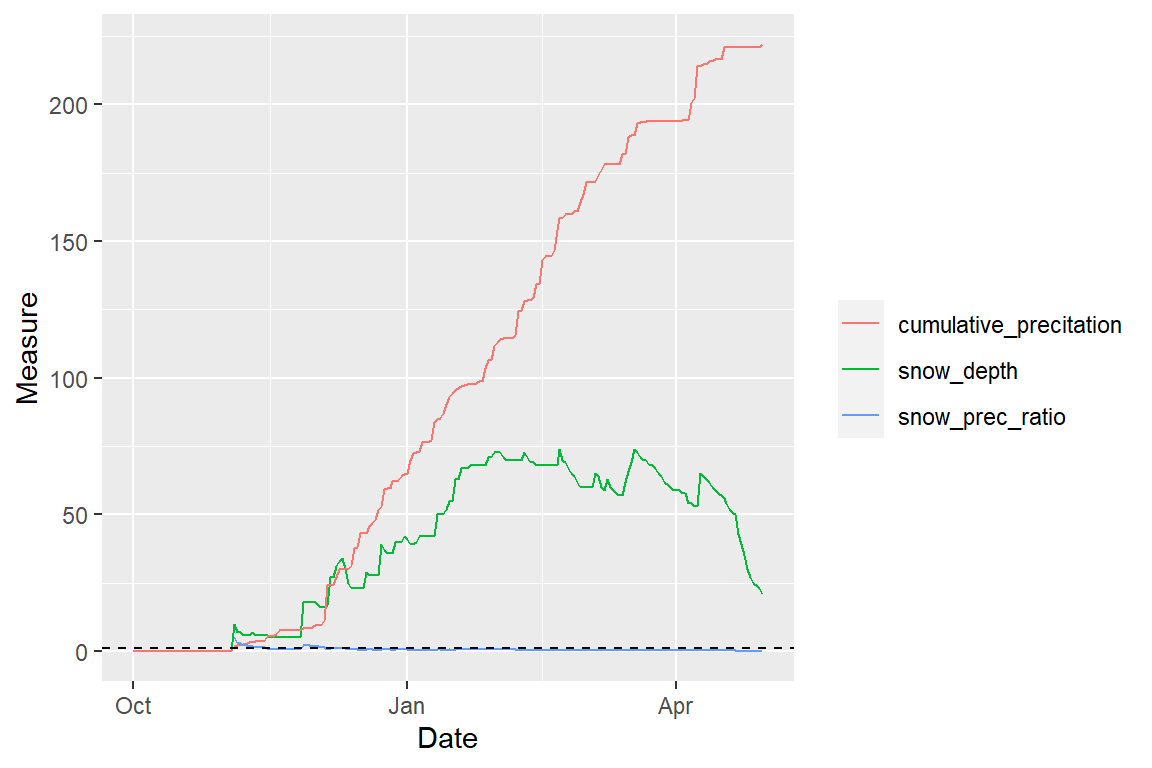 Measure
200
150
100
50
0
Oct
Jan
Apr
Date
cumulative_precitation
snow_depth
snow_prec_ratio